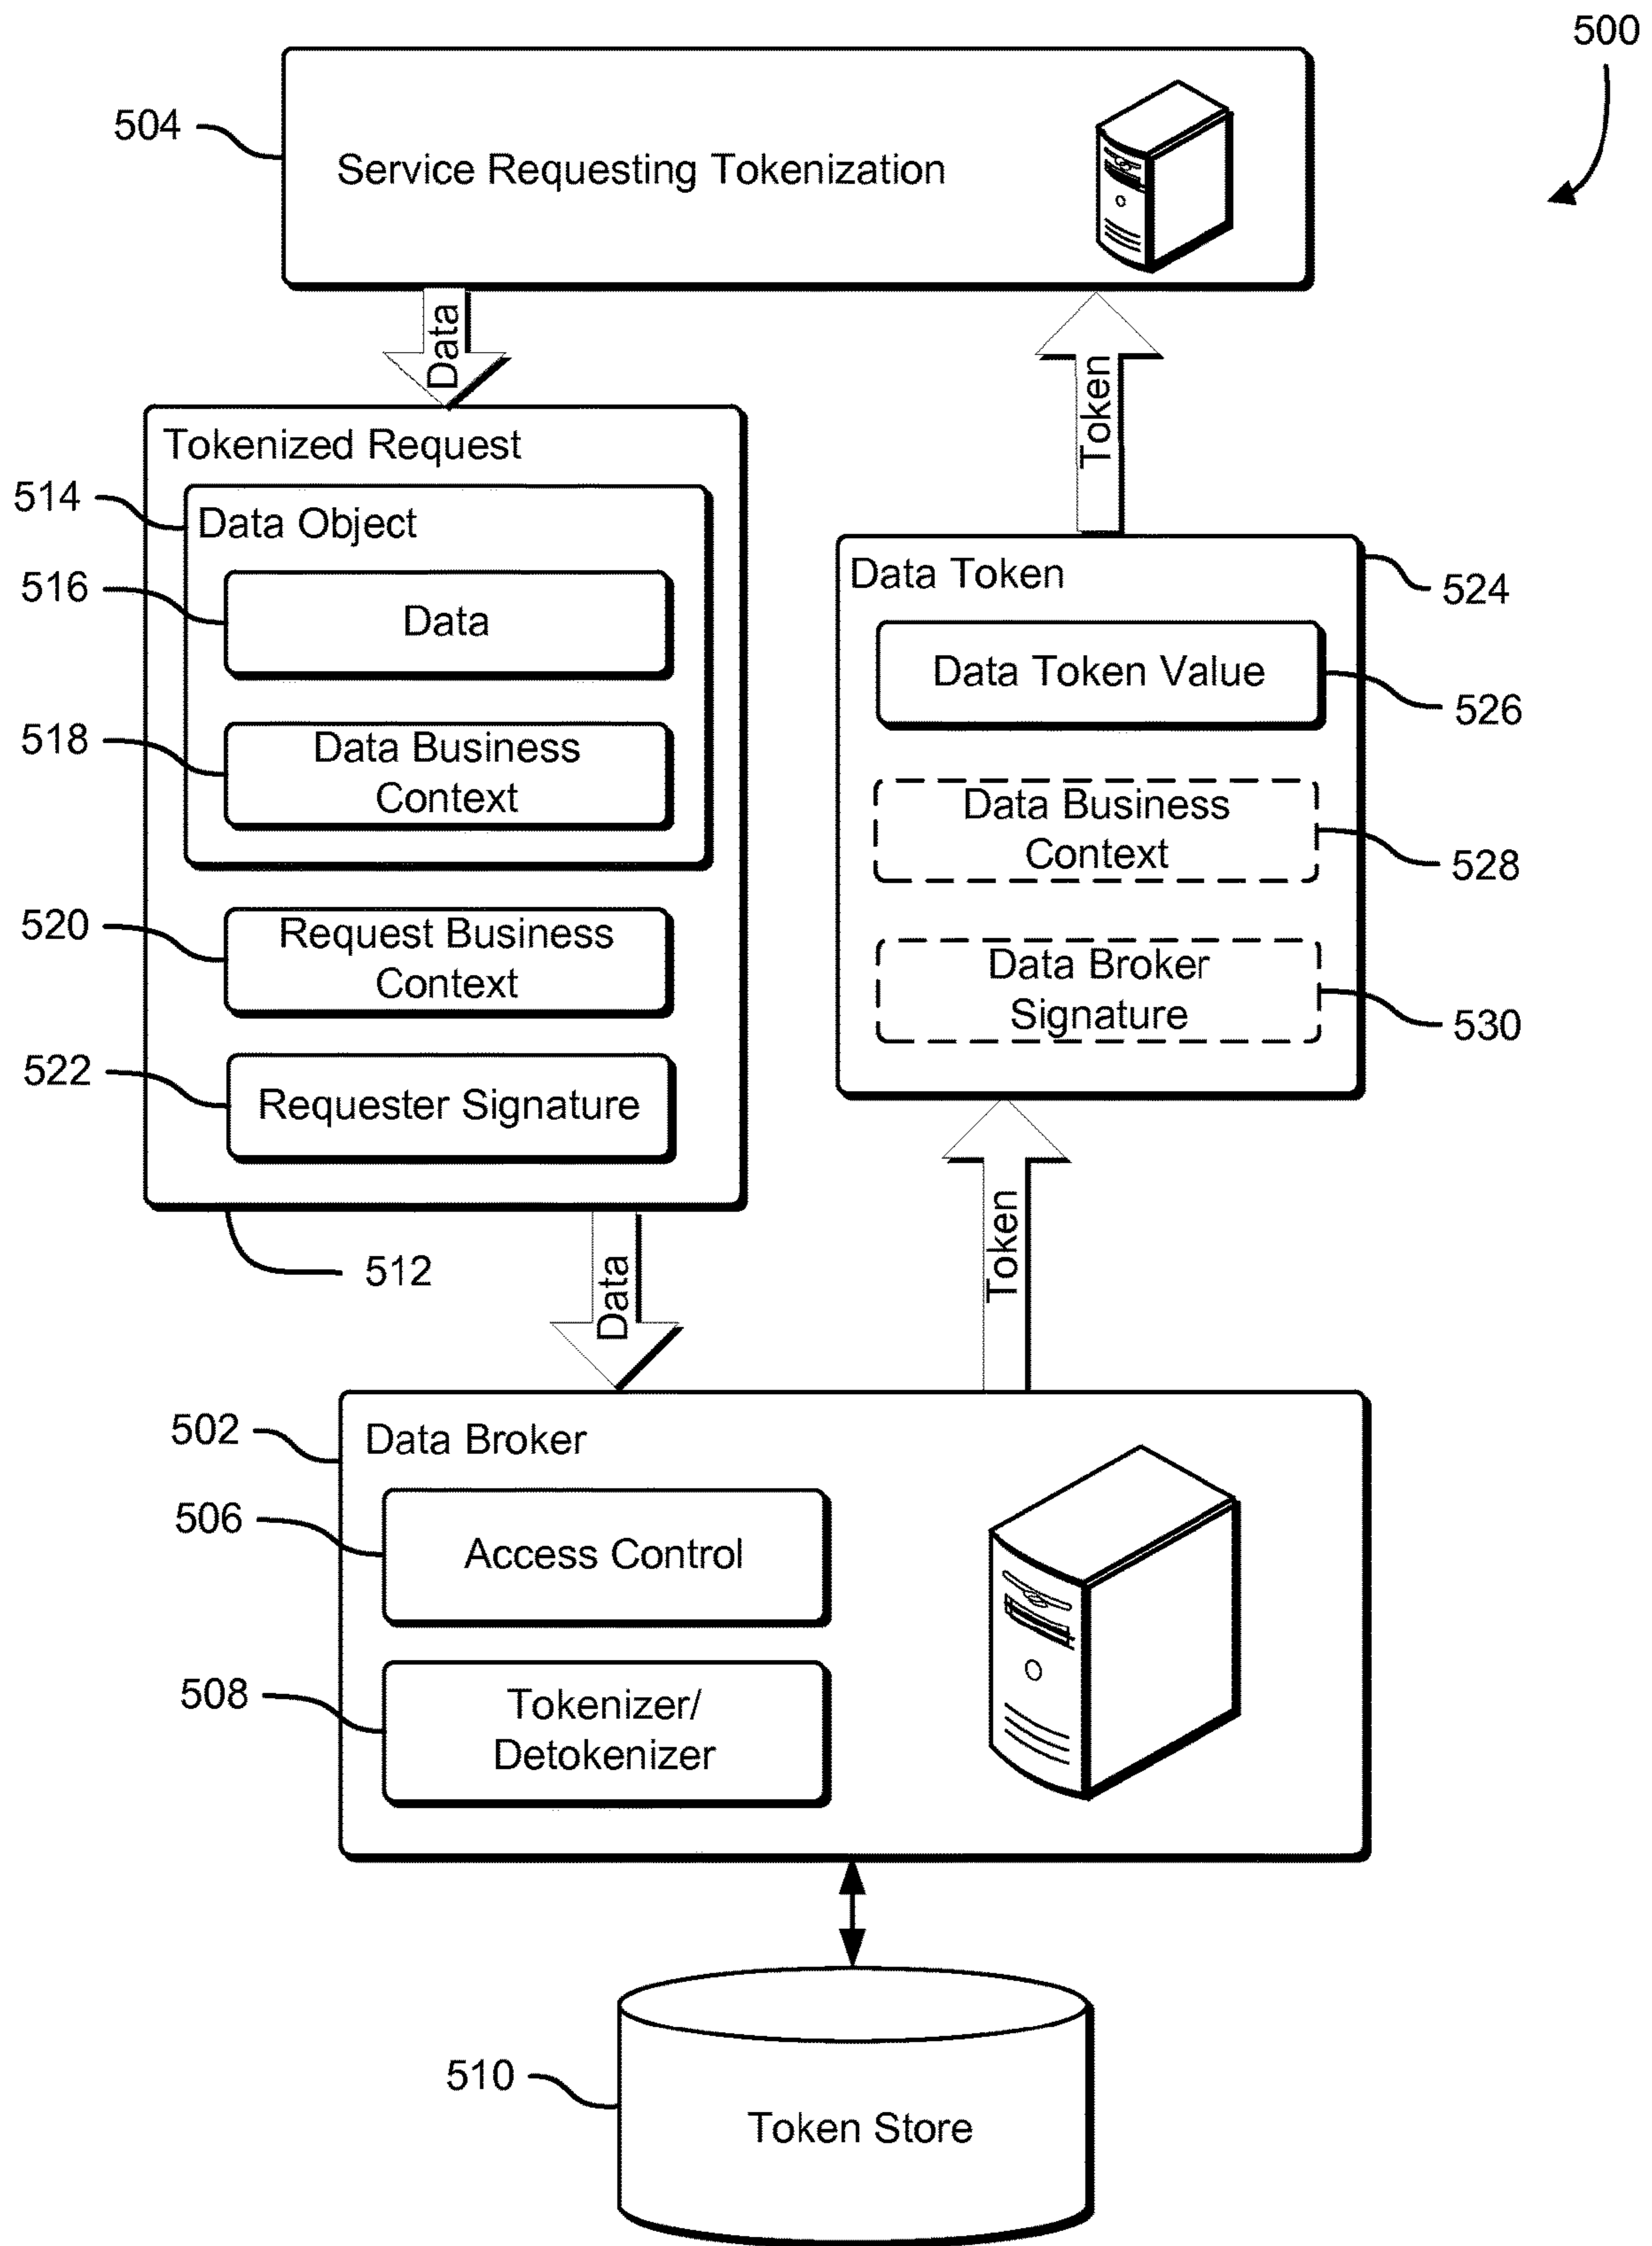 500
504
Service Requesting Tokenization
Data
Token
Tokenized Request
514
Data Object
516
Data
518
Data Business
Context
520
Request Business
Context
522
Requester Signature
512
Data
Data Token
524
Data Token Value
526
Data Business
Context
528
Data Broker
Signature
530
Token
502
Data Broker
506
Access Control
508
Tokenizer/
Detokenizer
510
Token Store